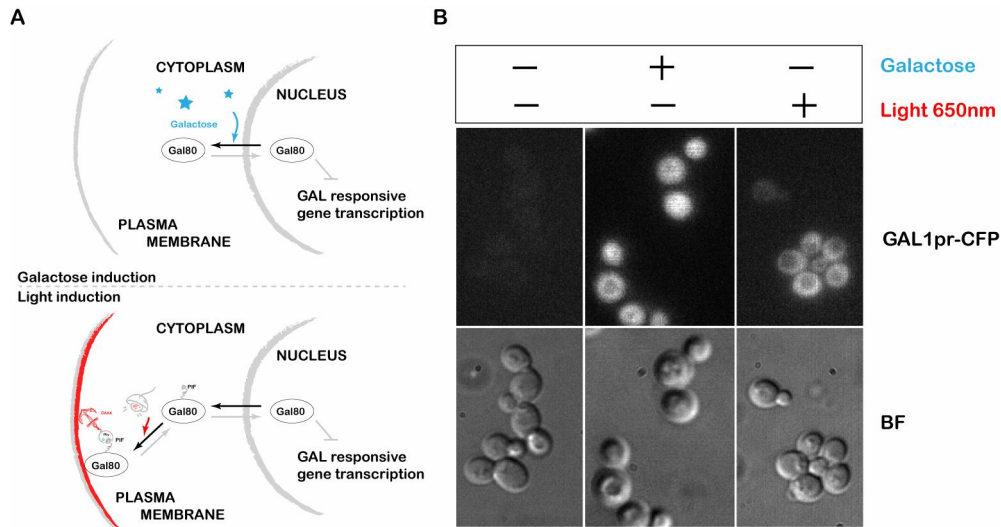 A
CYTOPLASM
NUCLEUS
Galactose
Gal80
Gal80
GAL responsive
gene transcription
PLASMA
MEMBRANE
Galactose induction
Light induction
CYTOPLASM
NUCLEUS
PIF
Gal80
Gal80
CAAX
PIF
Gal80
GAL responsive
gene transcription
PLASMA
MEMBRANE
B
− + − Galactose
− − + Light 650nm
GAL1pr-CFP
BF